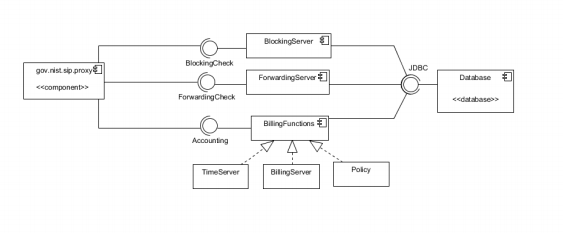 BlockingServer
BlockingCheck
JDBC
gov.nist.sip.proxy
<<component>>
ForwardingServer
Database
<<database>>
ForwardingCheck
BillingFunctions
Accounting
TimeServer
BillingServer
Policy